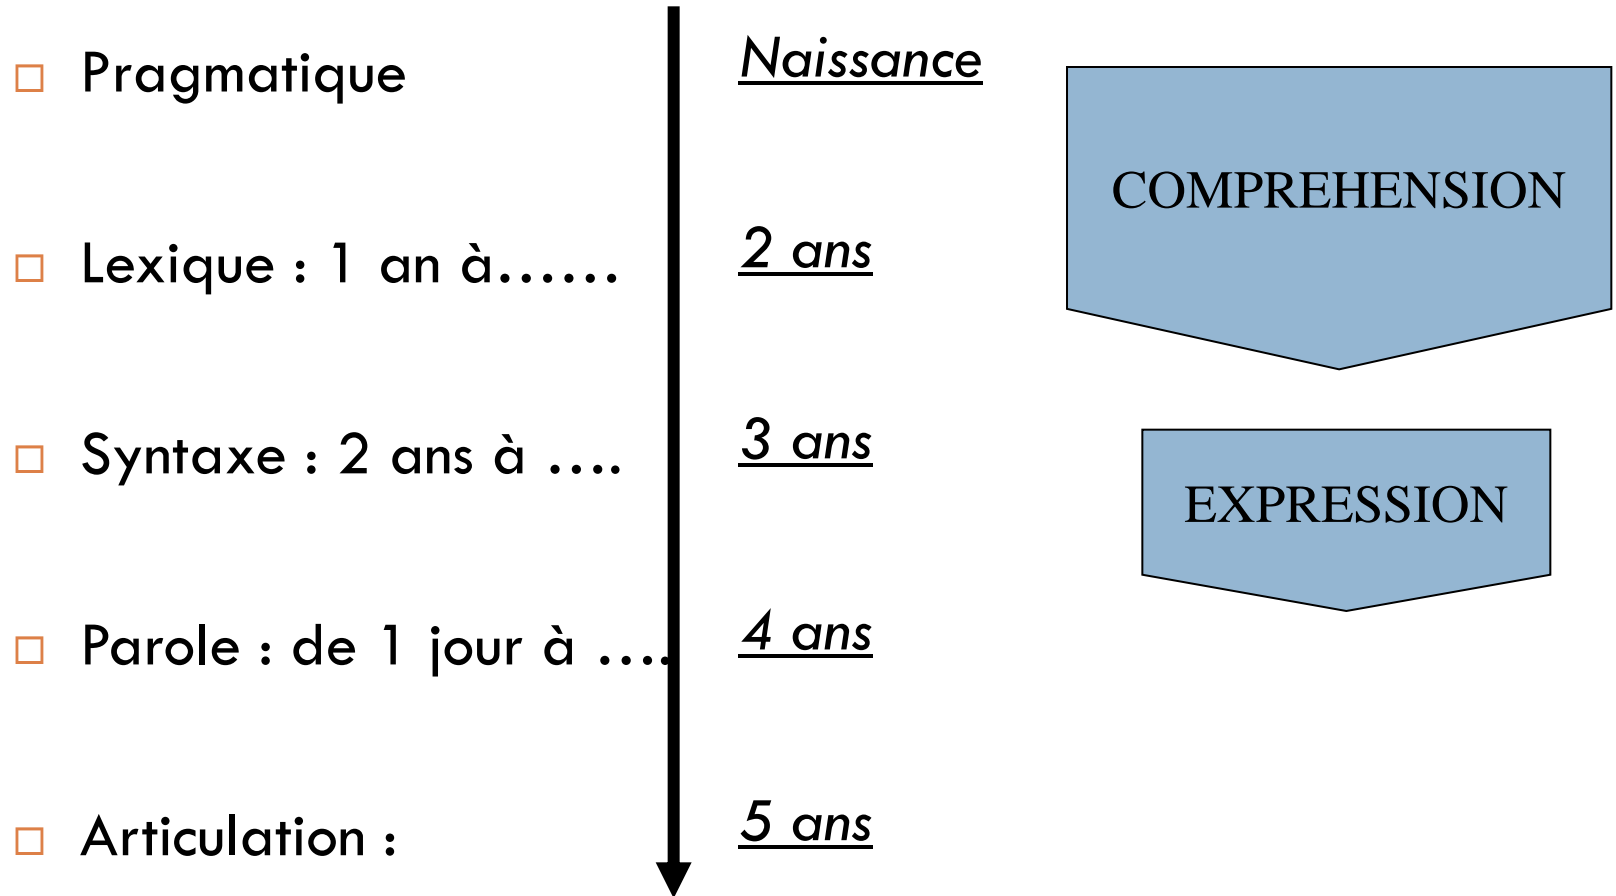 Pragmatique
Naissance
COMPREHENSION
Lexique : 1 an à......
2 ans
Syntaxe : 2 ans à ....
3 ans
EXPRESSION
Parole : de 1 jour à ....
4 ans
Articulation :
5 ans